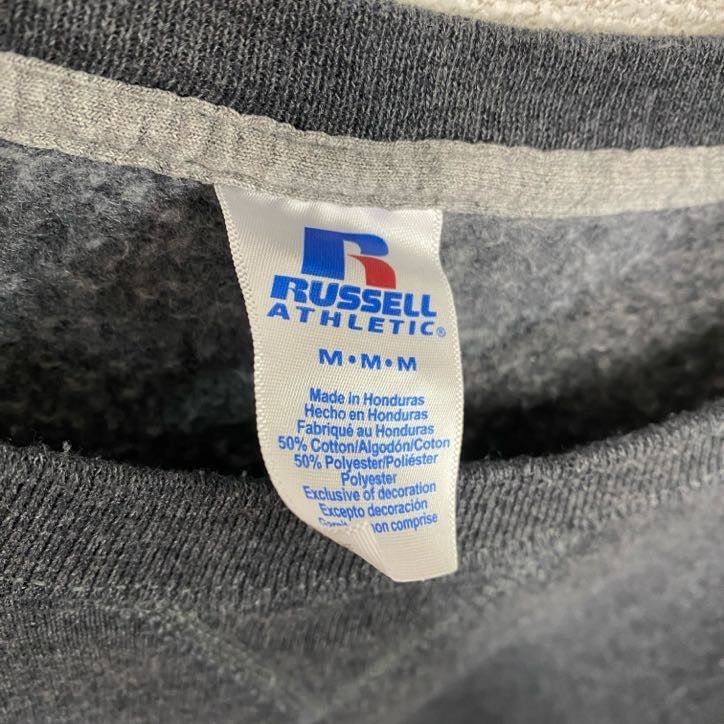 R
RUSSELL
ATHLETIC®
M•M•M
Made in Honduras
Hecho en Honduras
Fabriqué au Honduras
50% Cotton/Algodón/Coton
50% Polyester/Poliéster
Polyester
Exclusive of decoration
Excepto decoración
comprise